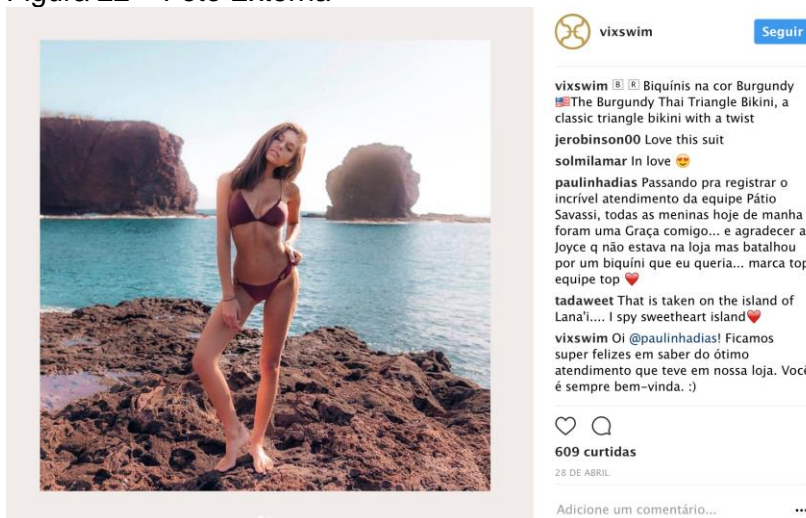 Figura 22 – Foto Externa
vixswim
Seguir
vixswim 🇧 🇷 Biquínis na cor Burgundy
🇺🇸The Burgundy Thai Triangle Bikini, a
classic triangle bikini with a twist
jerobinson00 Love this suit
solmilamar In love 😍
paulinhadias Passando pra registrar o
incrível atendimento da equipe Pátio
Savassi, todas as meninas hoje de manha
foram uma Graça comigo... e agradecer a
Joyce q não estava na loja mas batalhou
por um biquíni que eu queria... marca top
equipe top ❤️
tadaweet That is taken on the island of
Lana'i.... I spy sweetheart island❤️
vixswim Oi @paulinhadias! Ficamos
super felizes em saber do ótimo
atendimento que teve em nossa loja. Você
é sempre bem-vinda. :)
609 curtidas
28 DE ABRIL
Adicione um comentário...